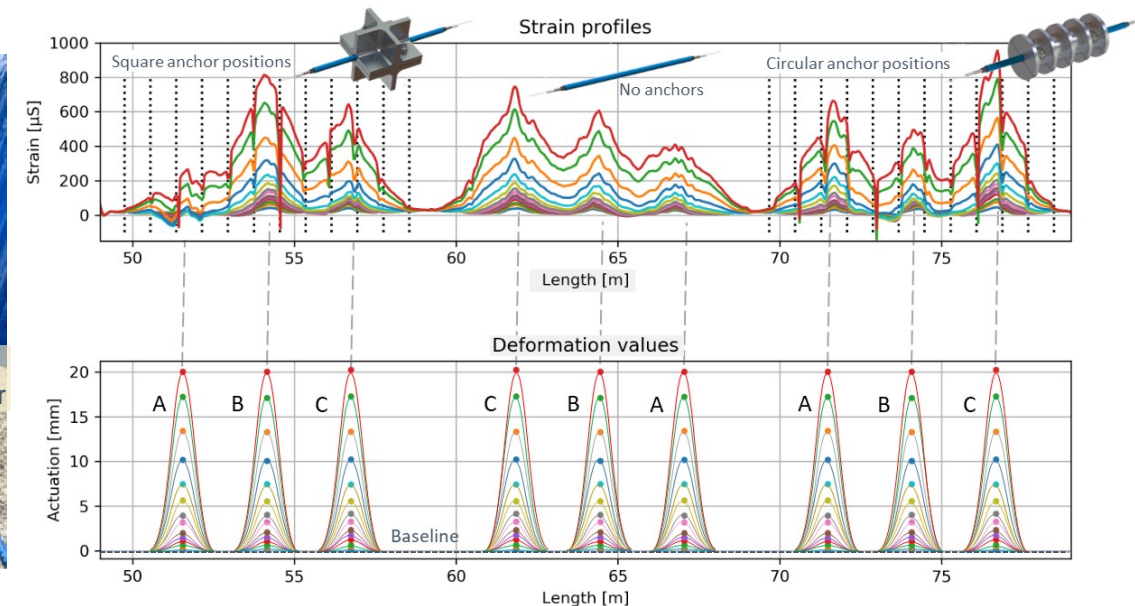 Strain profiles
1000
800
600
400
200
0
Strain [µS]
Square anchor positions
No anchors
Circular anchor positions
50
55
60
65
70
75
Length [m]
Deformation values
20
15
10
5
0
Actuation [mm]
A
B
C
C
B
A
A
B
C
Baseline
50
55
60
65
70
75
Length [m]
r